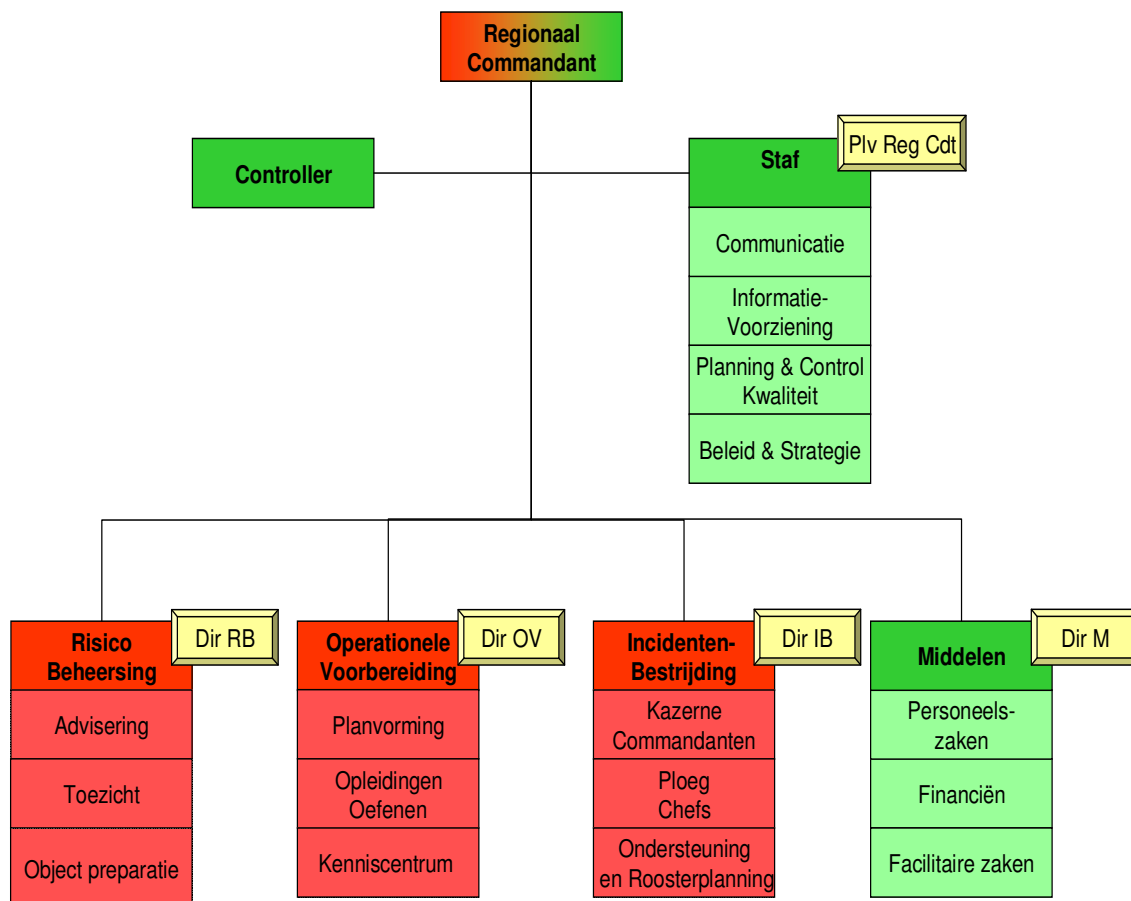 Regionaal
Commandant
Controller
Staf
Plv Reg Cdt
Communicatie
Informatie-
Voorziening
Planning & Control
Kwaliteit
Beleid & Strategie
Risico
Beheersing
Dir RB
Advisering
Toezicht
Object preparatie
Operationele
Voorbereiding
Dir OV
Planvorming
Opleidingen
Oefenen
Kenniscentrum
Incidenten-
Bestrijding
Dir IB
Kazerne
Commandanten
Ploeg
Chefs
Ondersteuning
en Roosterplanning
Middelen
Dir M
Personeels-
zaken
Financiën
Facilitaire zaken